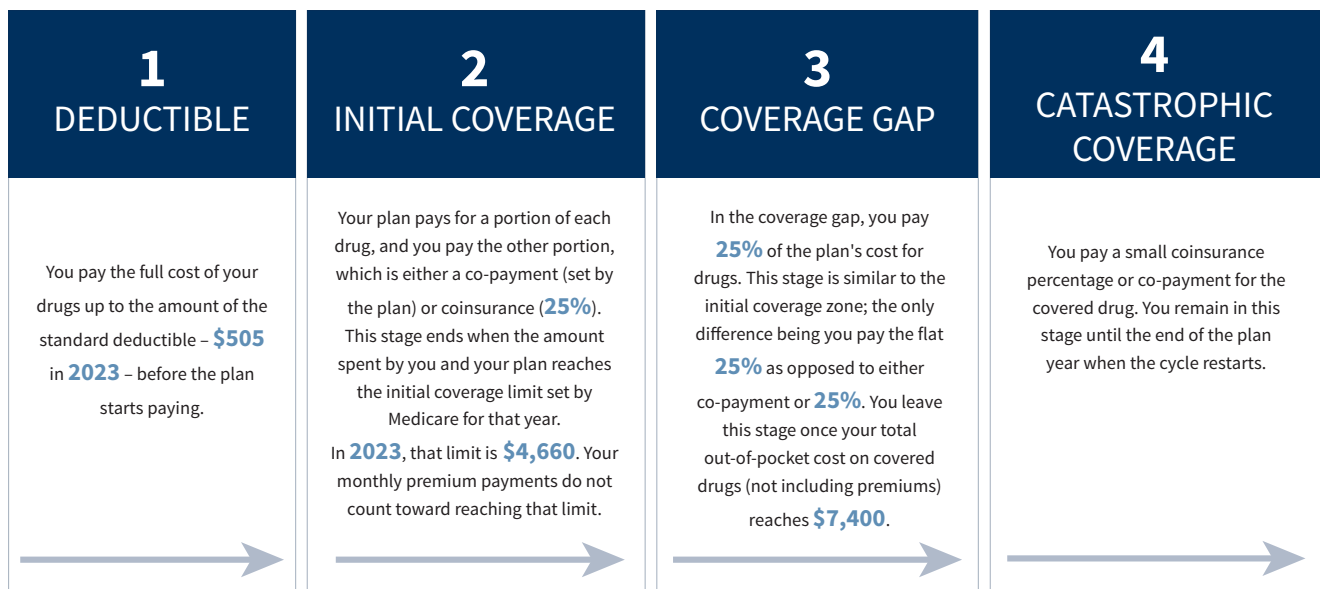 1
DEDUCTIBLE
You pay the full cost of your
drugs up to the amount of the
standard deductible – $505
in 2023 – before the plan
starts paying.
2
INITIAL COVERAGE
Your plan pays for a portion of each
drug, and you pay the other portion,
which is either a co-payment (set by
the plan) or coinsurance (25%).
This stage ends when the amount
spent by you and your plan reaches
the initial coverage limit set by
Medicare for that year.
In 2023, that limit is $4,660. Your
monthly premium payments do not
count toward reaching that limit.
3
COVERAGE GAP
In the coverage gap, you pay
25% of the plan's cost for
drugs. This stage is similar to the
initial coverage zone; the only
difference being you pay the flat
25% as opposed to either
co-payment or 25%. You leave
this stage once your total
out-of-pocket cost on covered
drugs (not including premiums)
reaches $7,400.
4
CATASTROPHIC
COVERAGE
You pay a small coinsurance
percentage or co-payment for the
covered drug. You remain in this
stage until the end of the plan
year when the cycle restarts.